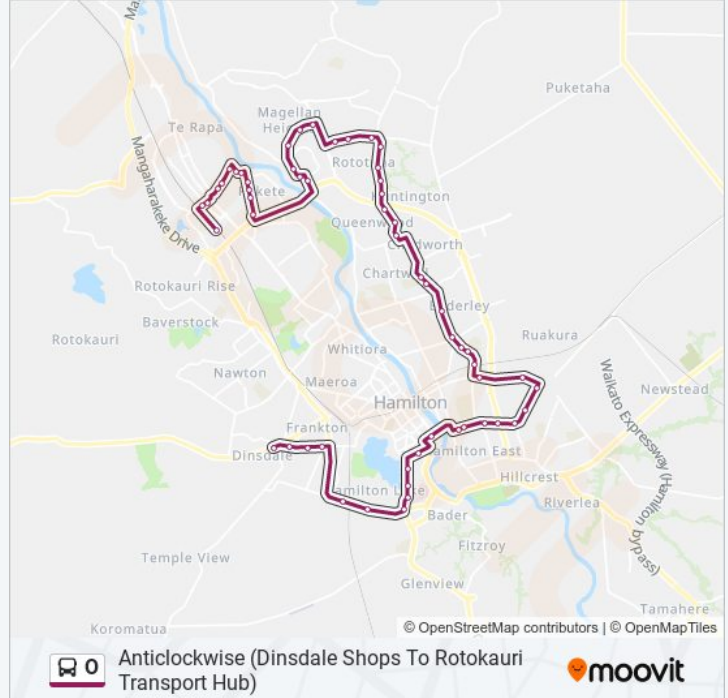 Ma
Puketaha
Magellan
Te Rapa
Rototuna
Mangaharakeke Drive
Huntington
Queenwood
Chartwell
Rotokauri Rise
Enderley
Baverstock
Ruakura
Rotokauri
Whitiora
Nawton
Maeroa
Newstead
Hamilton
Waikato Expressway (Hamilton bypass)
Frankton
Dinsdale
Hamilton East
Hillcrest
Hamilton Lake
Riverlea
Bader
Fitzroy
Temple View
Glenview
Tamahere
Koromatua
© OpenStreetMap contributors | © OpenMapTiles
0
Anticlockwise (Dinsdale Shops To Rotokauri
Transport Hub)
moovit